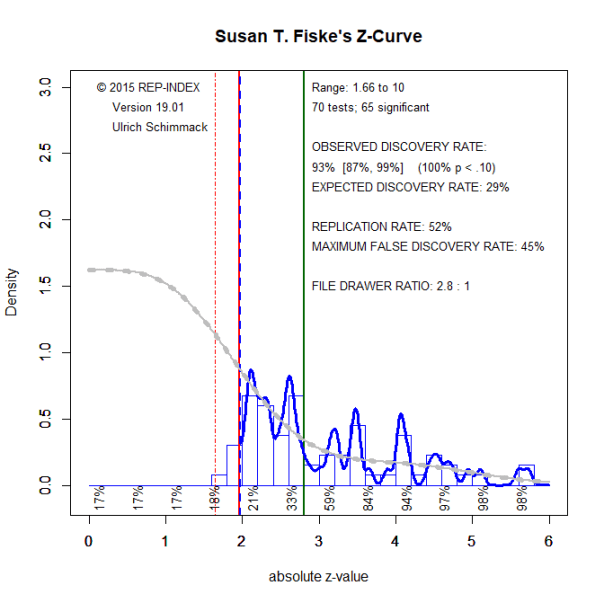 Susan T. Fiske's Z-Curve
© 2015 REP-INDEX
Version 19.01
Ulrich Schimmack
Range: 1.66 to 10
70 tests; 65 significant
OBSERVED DISCOVERY RATE:
93% [87%, 99%] (100% p < .10)
EXPECTED DISCOVERY RATE: 29%
REPLICATION RATE: 52%
MAXIMUM FALSE DISCOVERY RATE: 45%
FILE DRAWER RATIO: 2.8 : 1
Density
3.0
2.5
2.0
1.5
1.0
0.5
0.0
17% 17% 17% 18% 21% 33% 59% 84% 94% 97% 98% 98%
0 1 2 3 4 5 6
absolute z-value